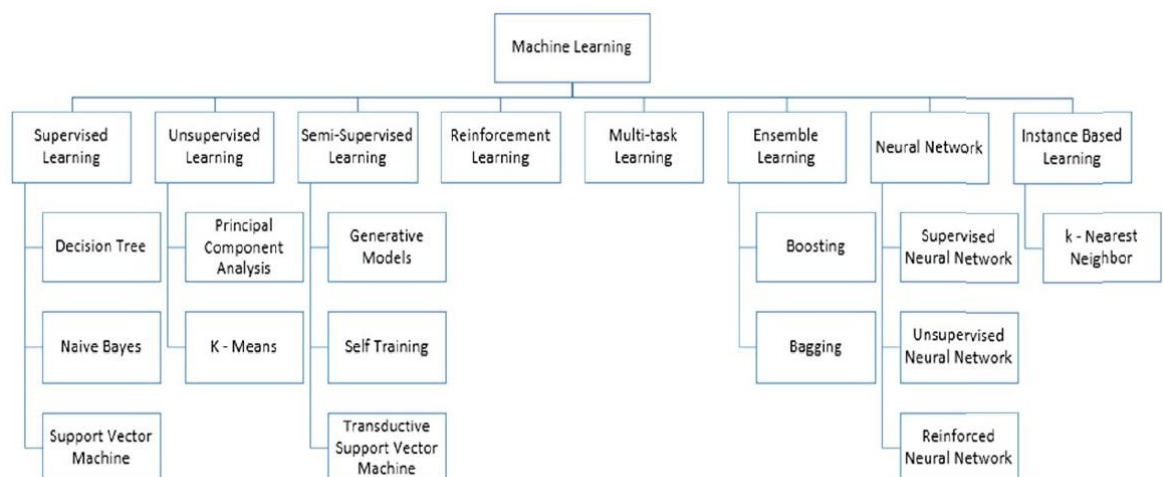 Machine Learning
Supervised
Learning
Unsupervised
Learning
Semi-Supervised
Learning
Reinforcement
Learning
Multi-task
Learning
Ensemble
Learning
Neural Network
Instance Based
Learning
Decision Tree
Principal
Component
Analysis
Generative
Models
Boosting
Supervised
Neural Network
k - Nearest
Neighbor
Naive Bayes
K - Means
Self Training
Bagging
Unsupervised
Neural Network
Support Vector
Machine
Transductive
Support Vector
Machine
Reinforced
Neural Network